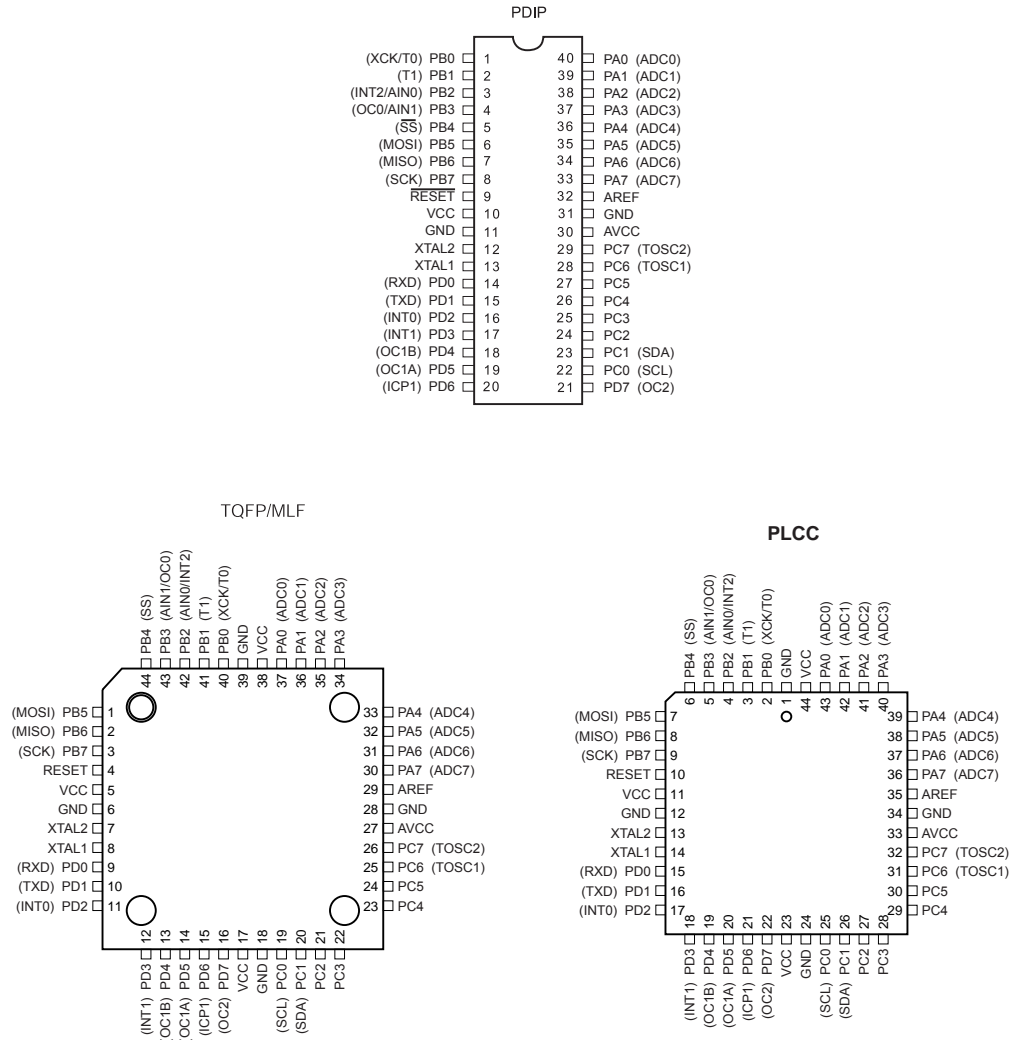 PDIP
(XCK/T0) PB0 1 40 PA0 (ADC0)
(T1) PB1 2 39 PA1 (ADC1)
(INT2/AIN0) PB2 3 38 PA2 (ADC2)
(OC0/AIN1) PB3 4 37 PA3 (ADC3)
(SS) PB4 5 36 PA4 (ADC4)
(MOSI) PB5 6 35 PA5 (ADC5)
(MISO) PB6 7 34 PA6 (ADC6)
(SCK) PB7 8 33 PA7 (ADC7)
RESET 9 32 AREF
VCC 10 31 GND
GND 11 30 AVCC
XTAL2 12 29 PC7 (TOSC2)
XTAL1 13 28 PC6 (TOSC1)
(RXD) PD0 14 27 PC5
(TXD) PD1 15 26 PC4
(INT0) PD2 16 25 PC3
(INT1) PD3 17 24 PC2
(OC1B) PD4 18 23 PC1 (SDA)
(OC1A) PD5 19 22 PC0 (SCL)
(ICP1) PD6 20 21 PD7 (OC2)
TQFP/MLF
PB4 (SS)
PB3 (AIN1/OC0)
PB2 (AIN0/INT2)
PB1 (T1)
PB0 (XCK/T0)
GND
VCC
PA0 (ADC0)
PA1 (ADC1)
PA2 (ADC2)
PA3 (ADC3)
44 43 42 41 40 39 38 37 36 35 34
(MOSI) PB5 1 33 PA4 (ADC4)
(MISO) PB6 2 32 PA5 (ADC5)
(SCK) PB7 3 31 PA6 (ADC6)
RESET 4 30 PA7 (ADC7)
VCC 5 29 AREF
GND 6 28 GND
XTAL2 7 27 AVCC
XTAL1 8 26 PC7 (TOSC2)
(RXD) PD0 9 25 PC6 (TOSC1)
(TXD) PD1 10 24 PC5
(INT0) PD2 11 23 PC4
12 13 14 15 16 17 18 19 20 21 22
(INT1) PD3
(OC1B) PD4
(OC1A) PD5
(ICP1) PD6
(OC2) PD7
VCC
GND
(SCL) PC0
(SDA) PC1
PC2
PC3
PLCC
PB4 (SS)
PB3 (AIN1/OC0)
PB2 (AIN0/INT2)
PB1 (T1)
PB0 (XCK/T0)
GND
VCC
PA0 (ADC0)
PA1 (ADC1)
PA2 (ADC2)
PA3 (ADC3)
6 5 4 3 2 1 44 43 42 41 40
(MOSI) PB5 7 39 PA4 (ADC4)
(MISO) PB6 8 38 PA5 (ADC5)
(SCK) PB7 9 37 PA6 (ADC6)
RESET 10 36 PA7 (ADC7)
VCC 11 35 AREF
GND 12 34 GND
XTAL2 13 33 AVCC
XTAL1 14 32 PC7 (TOSC2)
(RXD) PD0 15 31 PC6 (TOSC1)
(TXD) PD1 16 30 PC5
(INT0) PD2 17 29 PC4
18 19 20 21 22 23 24 25 26 27 28
(INT1) PD3
(OC1B) PD4
(OC1A) PD5
(ICP1) PD6
(OC2) PD7
VCC
GND
(SCL) PC0
(SDA) PC1
PC2
PC3